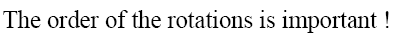 The order of the rotations is important !